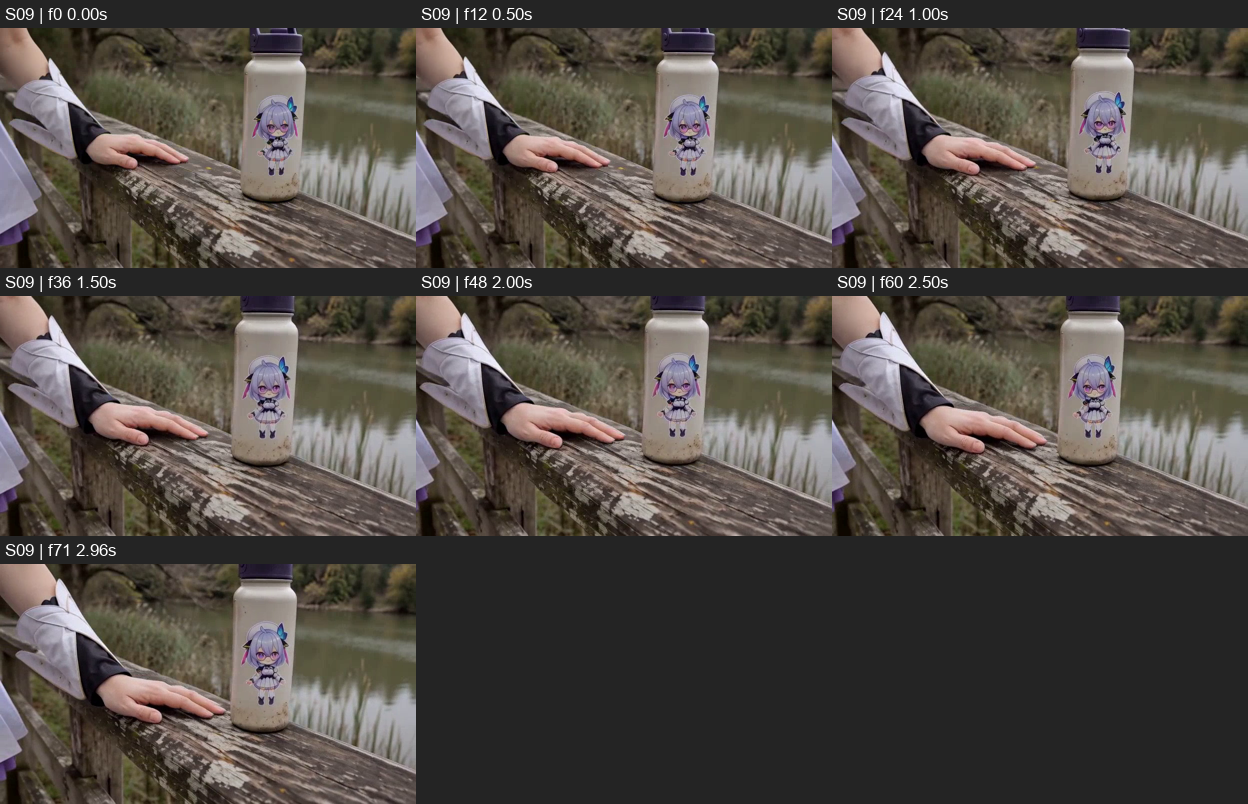 S09 | f0 0.00s
S09 | f12 0.50s
S09 | f24 1.00s
S09 | f36 1.50s
S09 | f48 2.00s
S09 | f60 2.50s
S09 | f71 2.96s